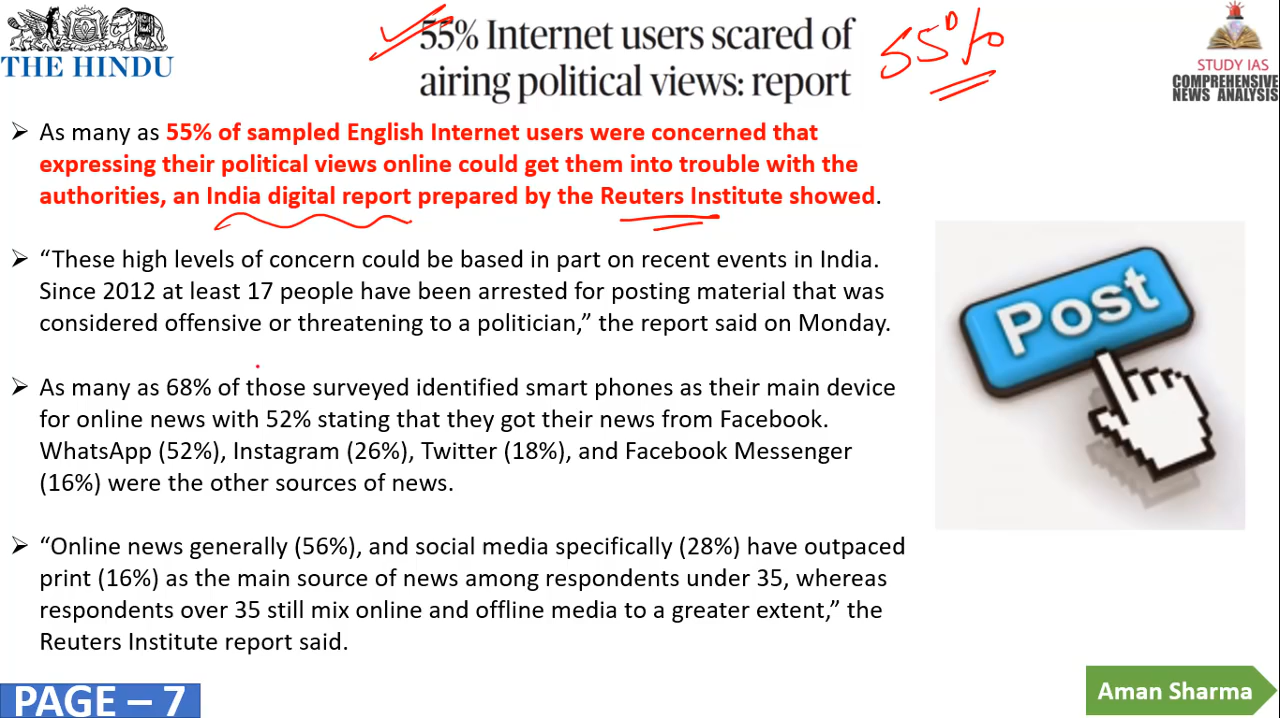 THE HINDU
55% Internet users scared of
airing political views: report
55%
STUDY IAS
COMPREHENSIVE
NEWS ANALYSIS
➢ As many as 55% of sampled English Internet users were concerned that
expressing their political views online could get them into trouble with the
authorities, an India digital report prepared by the Reuters Institute showed.
➢ “These high levels of concern could be based in part on recent events in India.
Since 2012 at least 17 people have been arrested for posting material that was
considered offensive or threatening to a politician,” the report said on Monday.
➢ As many as 68% of those surveyed identified smart phones as their main device
for online news with 52% stating that they got their news from Facebook.
WhatsApp (52%), Instagram (26%), Twitter (18%), and Facebook Messenger
(16%) were the other sources of news.
➢ “Online news generally (56%), and social media specifically (28%) have outpaced
print (16%) as the main source of news among respondents under 35, whereas
respondents over 35 still mix online and offline media to a greater extent,” the
Reuters Institute report said.
Post
PAGE – 7
Aman Sharma